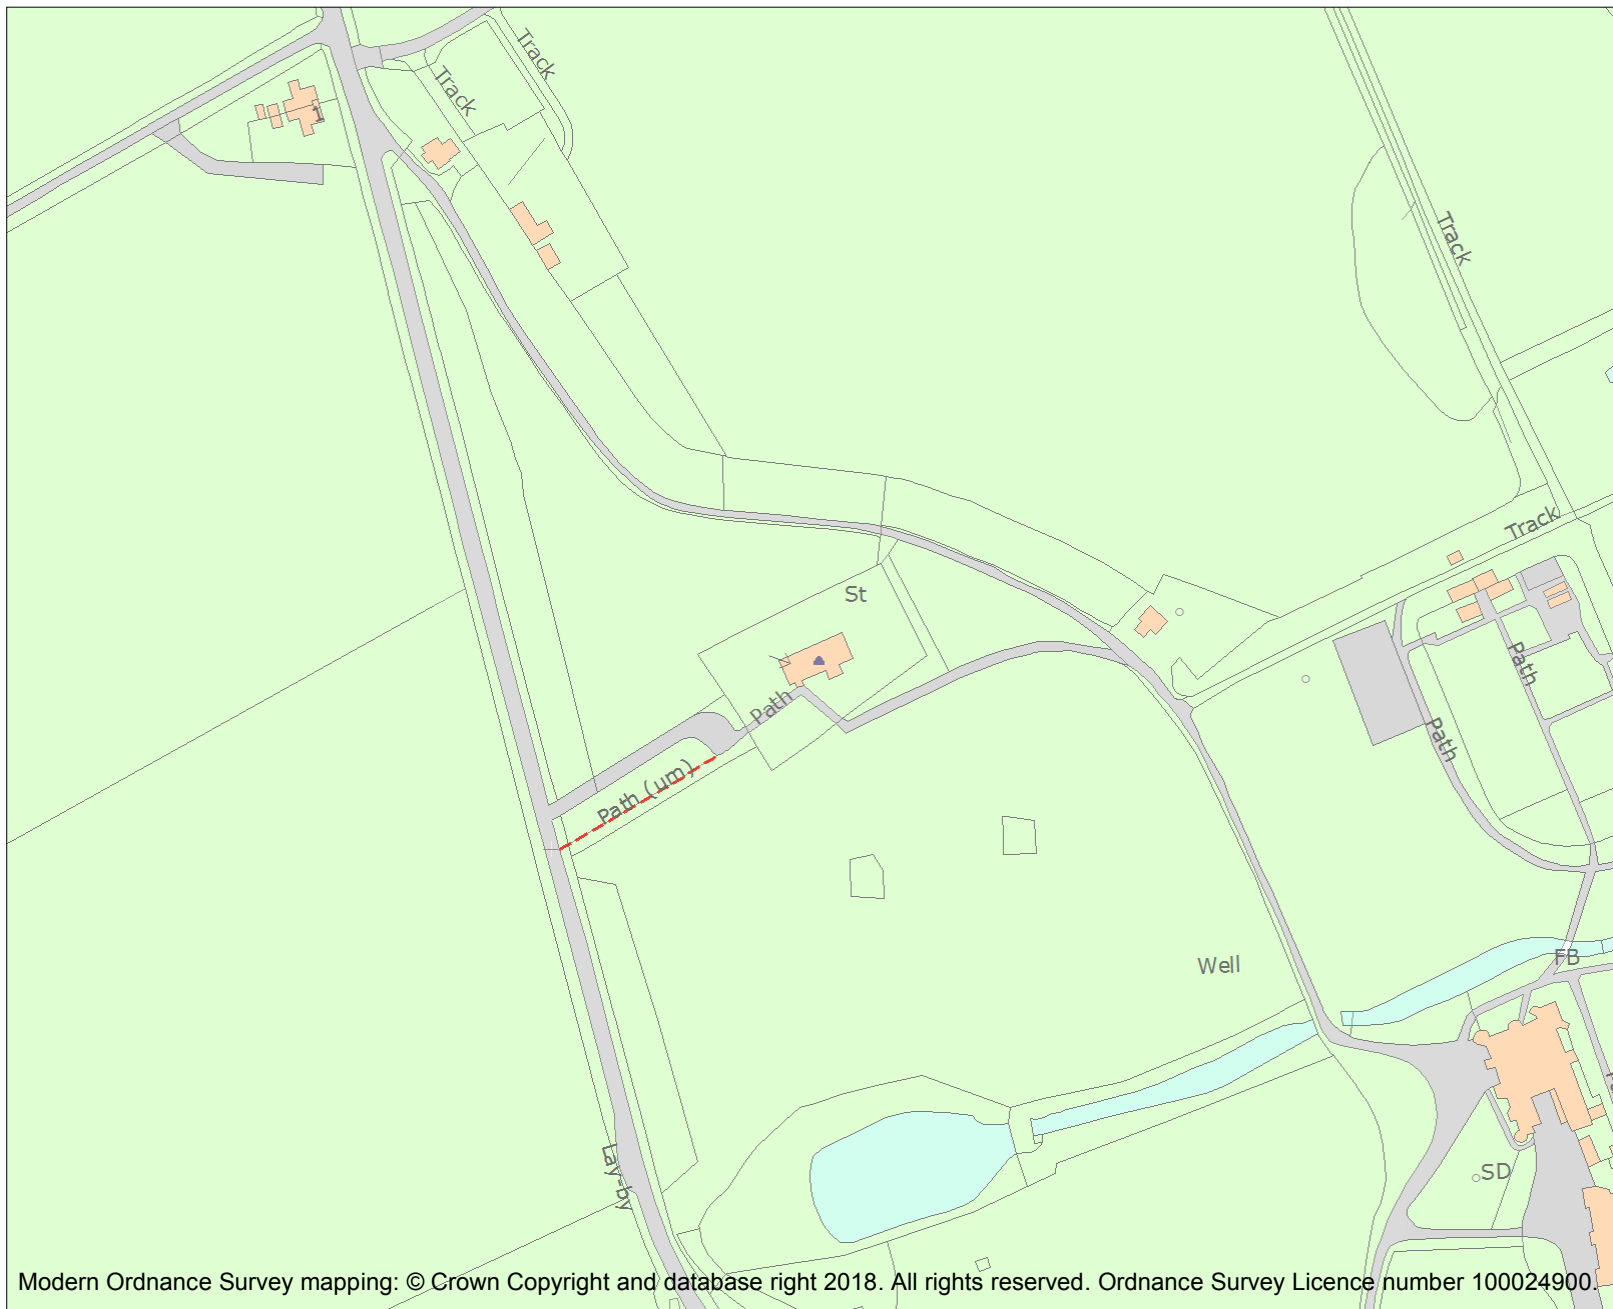 Track
Track
1
Track
Track
St
Path
Path
Path
Path (um)
Well
FB
Lay-by
SD
Modern Ordnance Survey mapping: © Crown Copyright and database right 2018. All rights reserved. Ordnance Survey Licence number 100024900.